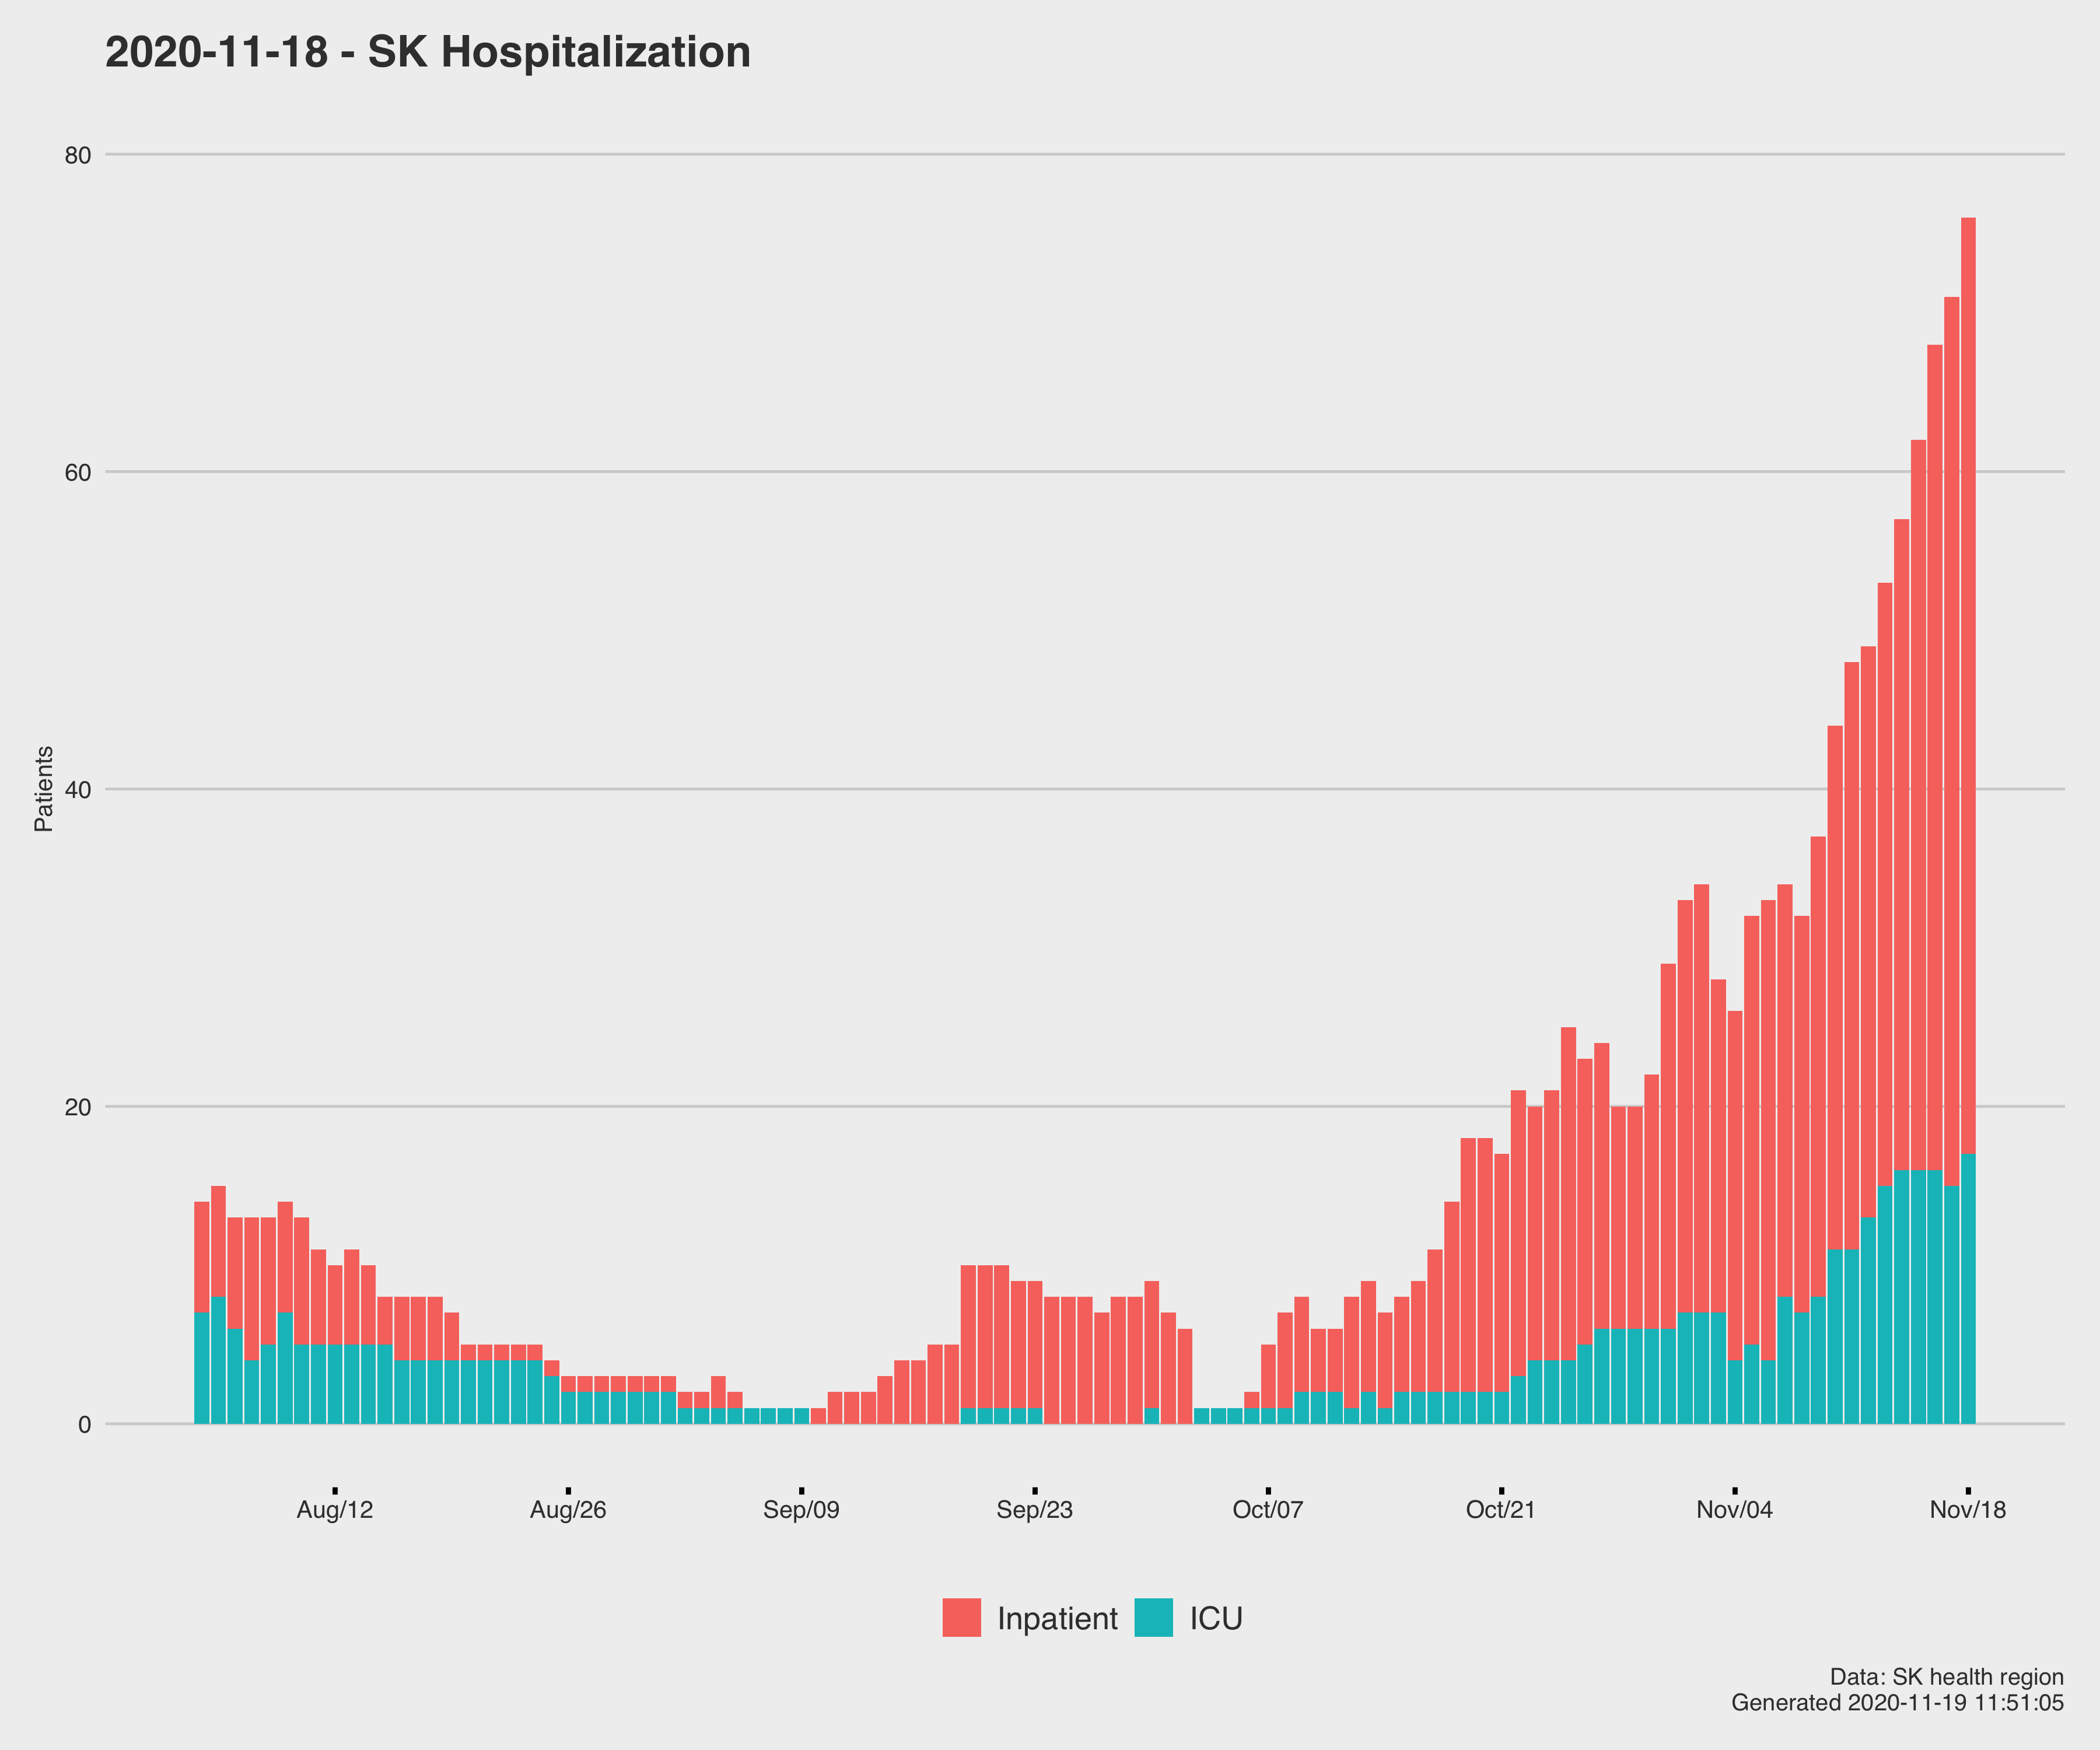 2020-11-18 - SK Hospitalization
80
60
40
20
0
Patients
Aug/12
Aug/26
Sep/09
Sep/23
Oct/07
Oct/21
Nov/04
Nov/18
Inpatient
ICU
Data: SK health region
Generated 2020-11-19 11:51:05